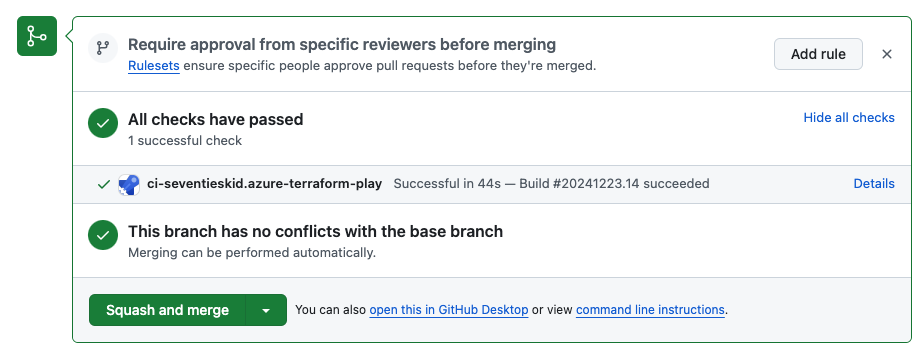 Require approval from specific reviewers before merging
Rulesets ensure specific people approve pull requests before they're merged.
Add rule
All checks have passed
1 successful check
Hide all checks
ci-seventieskid.azure-terraform-play Successful in 44s — Build #20241223.14 succeeded
Details
This branch has no conflicts with the base branch
Merging can be performed automatically.
Squash and merge
You can also open this in GitHub Desktop or view command line instructions.